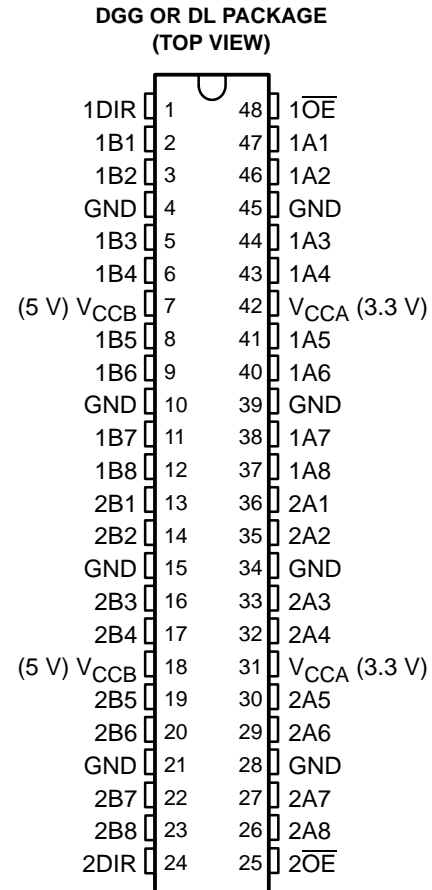 DGG OR DL PACKAGE
(TOP VIEW)
1DIR 1 48 1O̅E̅
1B1 2 47 1A1
1B2 3 46 1A2
GND 4 45 GND
1B3 5 44 1A3
1B4 6 43 1A4
(5 V) VCCB 7 42 VCCA (3.3 V)
1B5 8 41 1A5
1B6 9 40 1A6
GND 10 39 GND
1B7 11 38 1A7
1B8 12 37 1A8
2B1 13 36 2A1
2B2 14 35 2A2
GND 15 34 GND
2B3 16 33 2A3
2B4 17 32 2A4
(5 V) VCCB 18 31 VCCA (3.3 V)
2B5 19 30 2A5
2B6 20 29 2A6
GND 21 28 GND
2B7 22 27 2A7
2B8 23 26 2A8
2DIR 24 25 2O̅E̅